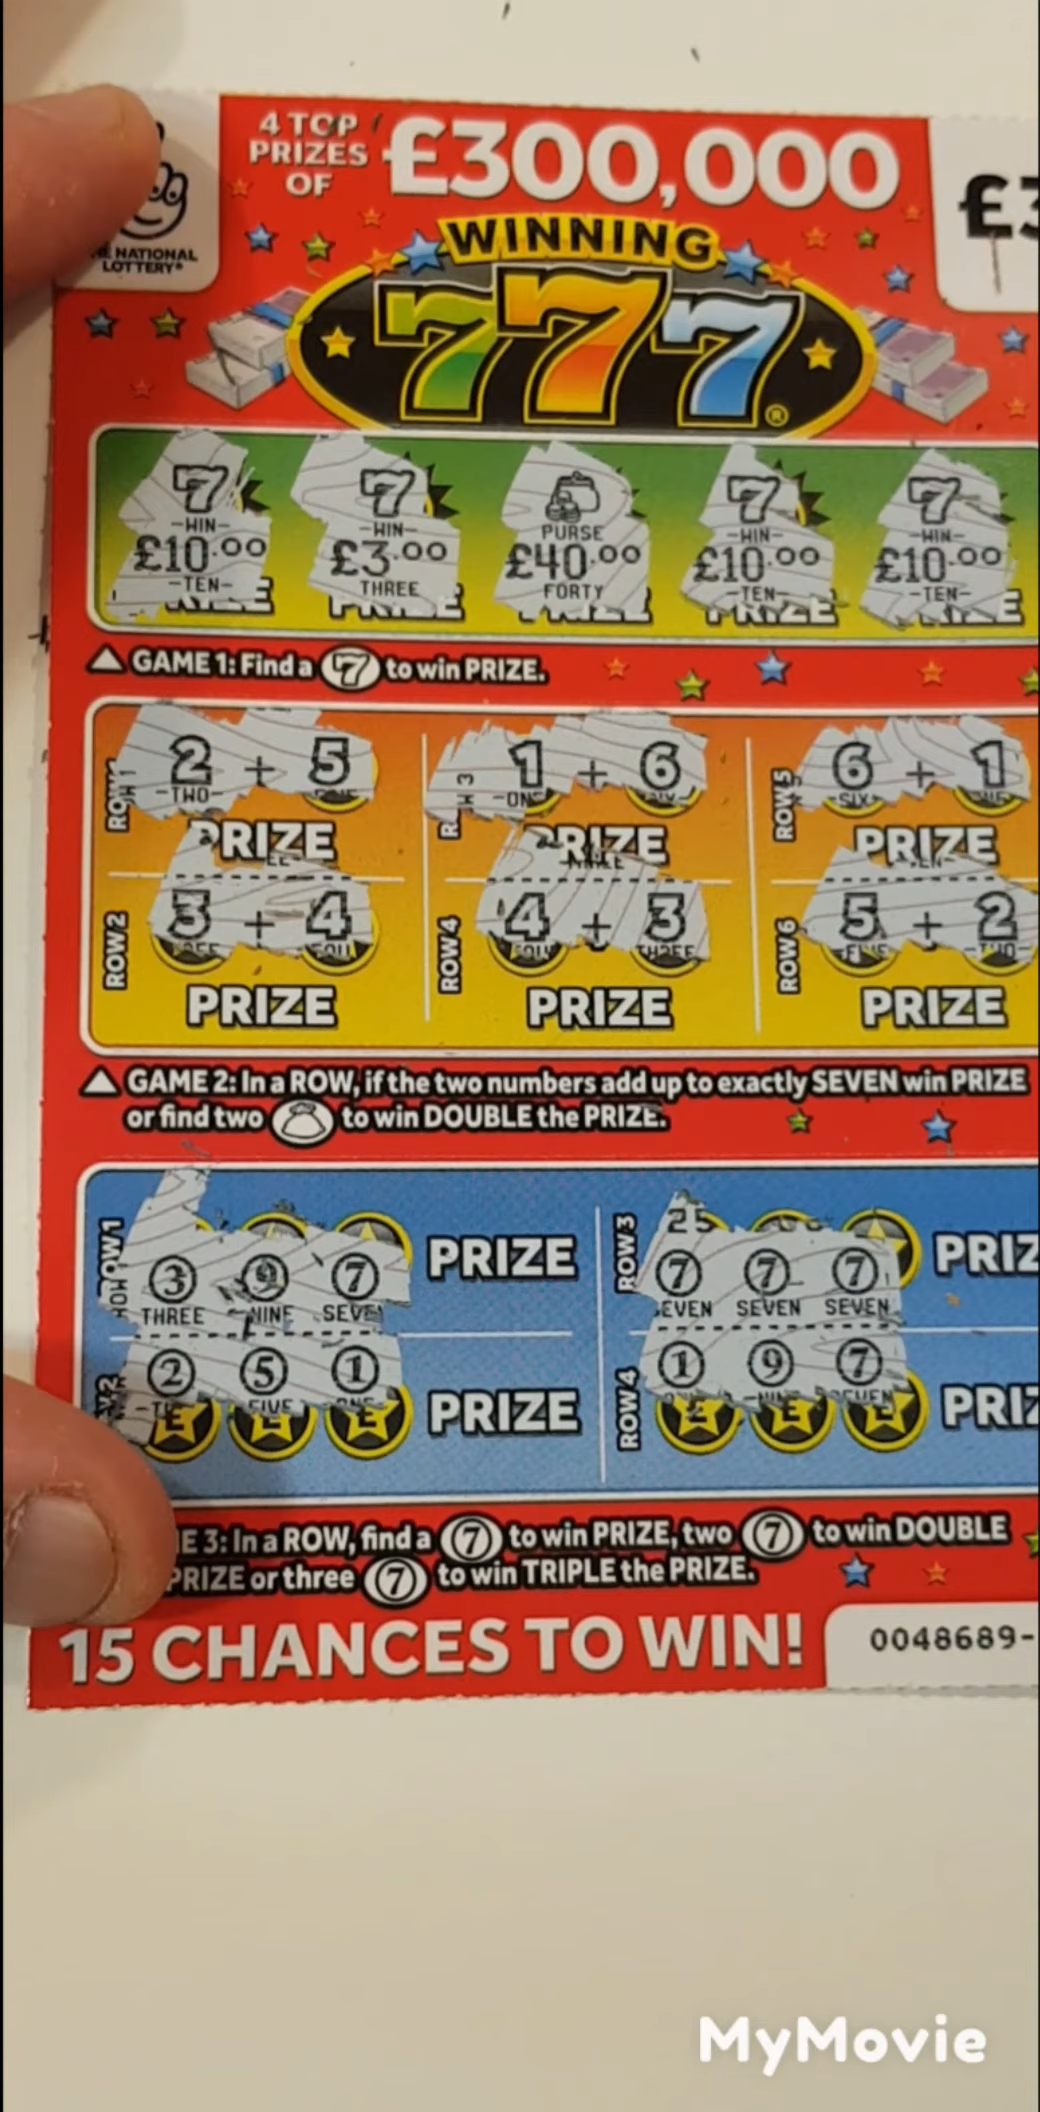 4 TOP
PRIZES
OF
£300,000
£3
NATIONAL
LOTTERY®
WINNING
777®
7 7 PURSE 7 7
WIN WIN WIN WIN
£10.00 £3.00 £40.00 £10.00 £10.00
-TEN- THREE FORTY -TEN- -TEN-
GAME 1: Find a 7 to win PRIZE.
2 + 5 1 + 6 6 + 1
-TWO- SIX
PRIZE PRIZE PRIZE
ROW 2 3 + 4 ROW 4 4 + 3 ROW 6 5 + 2
PRIZE PRIZE PRIZE
GAME 2: In a ROW, if the two numbers add up to exactly SEVEN win PRIZE
or find two to win DOUBLE the PRIZE.
ROW 1 3 9 7 PRIZE ROW 3 7 7 7 PRIZ
THREE NINE SEVEN SEVEN SEVEN
2 5 1 PRIZE ROW 4 1 9 7 PRIZ
FIVE SEVEN
E 3: In a ROW, find a 7 to win PRIZE, two 7 to win DOUBLE
PRIZE or three 7 to win TRIPLE the PRIZE.
15 CHANCES TO WIN!
0048689-
MyMovie